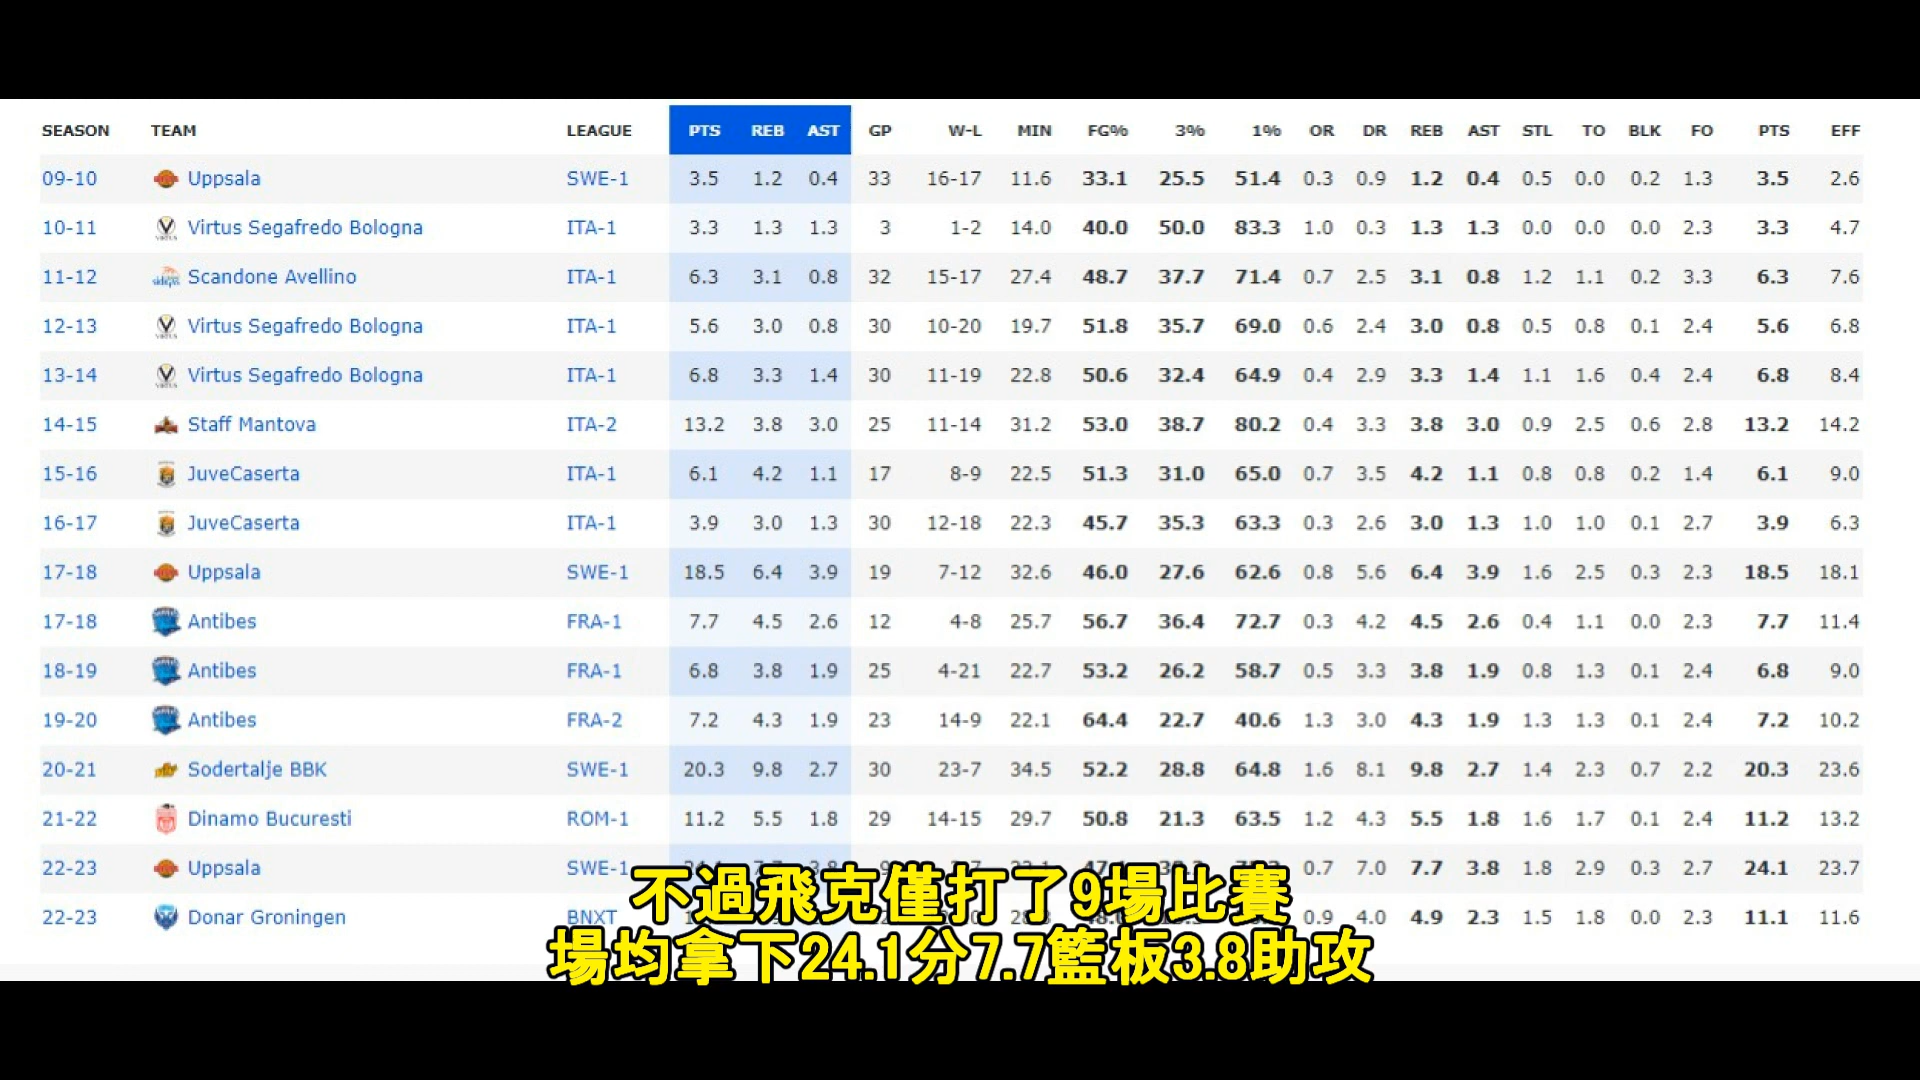 SEASON TEAM LEAGUE PTS REB AST GP W-L MIN FG% 3% 1% OR DR REB AST STL TO BLK FO PTS EFF
09-10 Uppsala SWE-1 3.5 1.2 0.4 33 16-17 11.6 33.1 25.5 51.4 0.3 0.9 1.2 0.4 0.5 0.0 0.2 1.3 3.5 2.6
10-11 Virtus Segafredo Bologna ITA-1 3.3 1.3 1.3 3 1-2 14.0 40.0 50.0 83.3 1.0 0.3 1.3 1.3 0.0 0.0 0.0 2.3 3.3 4.7
11-12 Scandone Avellino ITA-1 6.3 3.1 0.8 32 15-17 27.4 48.7 37.7 71.4 0.7 2.5 3.1 0.8 1.2 1.1 0.2 3.3 6.3 7.6
12-13 Virtus Segafredo Bologna ITA-1 5.6 3.0 0.8 30 10-20 19.7 51.8 35.7 69.0 0.6 2.4 3.0 0.8 0.5 0.8 0.1 2.4 5.6 6.8
13-14 Virtus Segafredo Bologna ITA-1 6.8 3.3 1.4 30 11-19 22.8 50.6 32.4 64.9 0.4 2.9 3.3 1.4 1.1 1.6 0.4 2.4 6.8 8.4
14-15 Staff Mantova ITA-2 13.2 3.8 3.0 25 11-14 31.2 53.0 38.7 80.2 0.4 3.3 3.8 3.0 0.9 2.5 0.6 2.8 13.2 14.2
15-16 JuveCaserta ITA-1 6.1 4.2 1.1 17 8-9 22.5 51.3 31.0 65.0 0.7 3.5 4.2 1.1 0.8 0.8 0.2 1.4 6.1 9.0
16-17 JuveCaserta ITA-1 3.9 3.0 1.3 30 12-18 22.3 45.7 35.3 63.3 0.3 2.6 3.0 1.3 1.0 1.0 0.1 2.7 3.9 6.3
17-18 Uppsala SWE-1 18.5 6.4 3.9 19 7-12 32.6 46.0 27.6 62.6 0.8 5.6 6.4 3.9 1.6 2.5 0.3 2.3 18.5 18.1
17-18 Antibes FRA-1 7.7 4.5 2.6 12 4-8 25.7 56.7 36.4 72.7 0.3 4.2 4.5 2.6 0.4 1.1 0.0 2.3 7.7 11.4
18-19 Antibes FRA-1 6.8 3.8 1.9 25 4-21 22.7 53.2 26.2 58.7 0.5 3.3 3.8 1.9 0.8 1.3 0.1 2.4 6.8 9.0
19-20 Antibes FRA-2 7.2 4.3 1.9 23 14-9 22.1 64.4 22.7 40.6 1.3 3.0 4.3 1.9 1.3 1.3 0.1 2.4 7.2 10.2
20-21 Sodertalje BBK SWE-1 20.3 9.8 2.7 30 23-7 34.5 52.2 28.8 64.8 1.6 8.1 9.8 2.7 1.4 2.3 0.7 2.2 20.3 23.6
21-22 Dinamo Bucuresti ROM-1 11.2 5.5 1.8 29 14-15 29.7 50.8 21.3 63.5 1.2 4.3 5.5 1.8 1.6 1.7 0.1 2.4 11.2 13.2
22-23 Uppsala SWE-1 0.7 7.0 7.7 3.8 1.8 2.9 0.3 2.7 24.1 23.7
22-23 Donar Groningen BNXT 0.9 4.0 4.9 2.3 1.5 1.8 0.0 2.3 11.1 11.6
不過飛克僅打了9場比賽
場均拿下24.1分7.7籃板3.8助攻